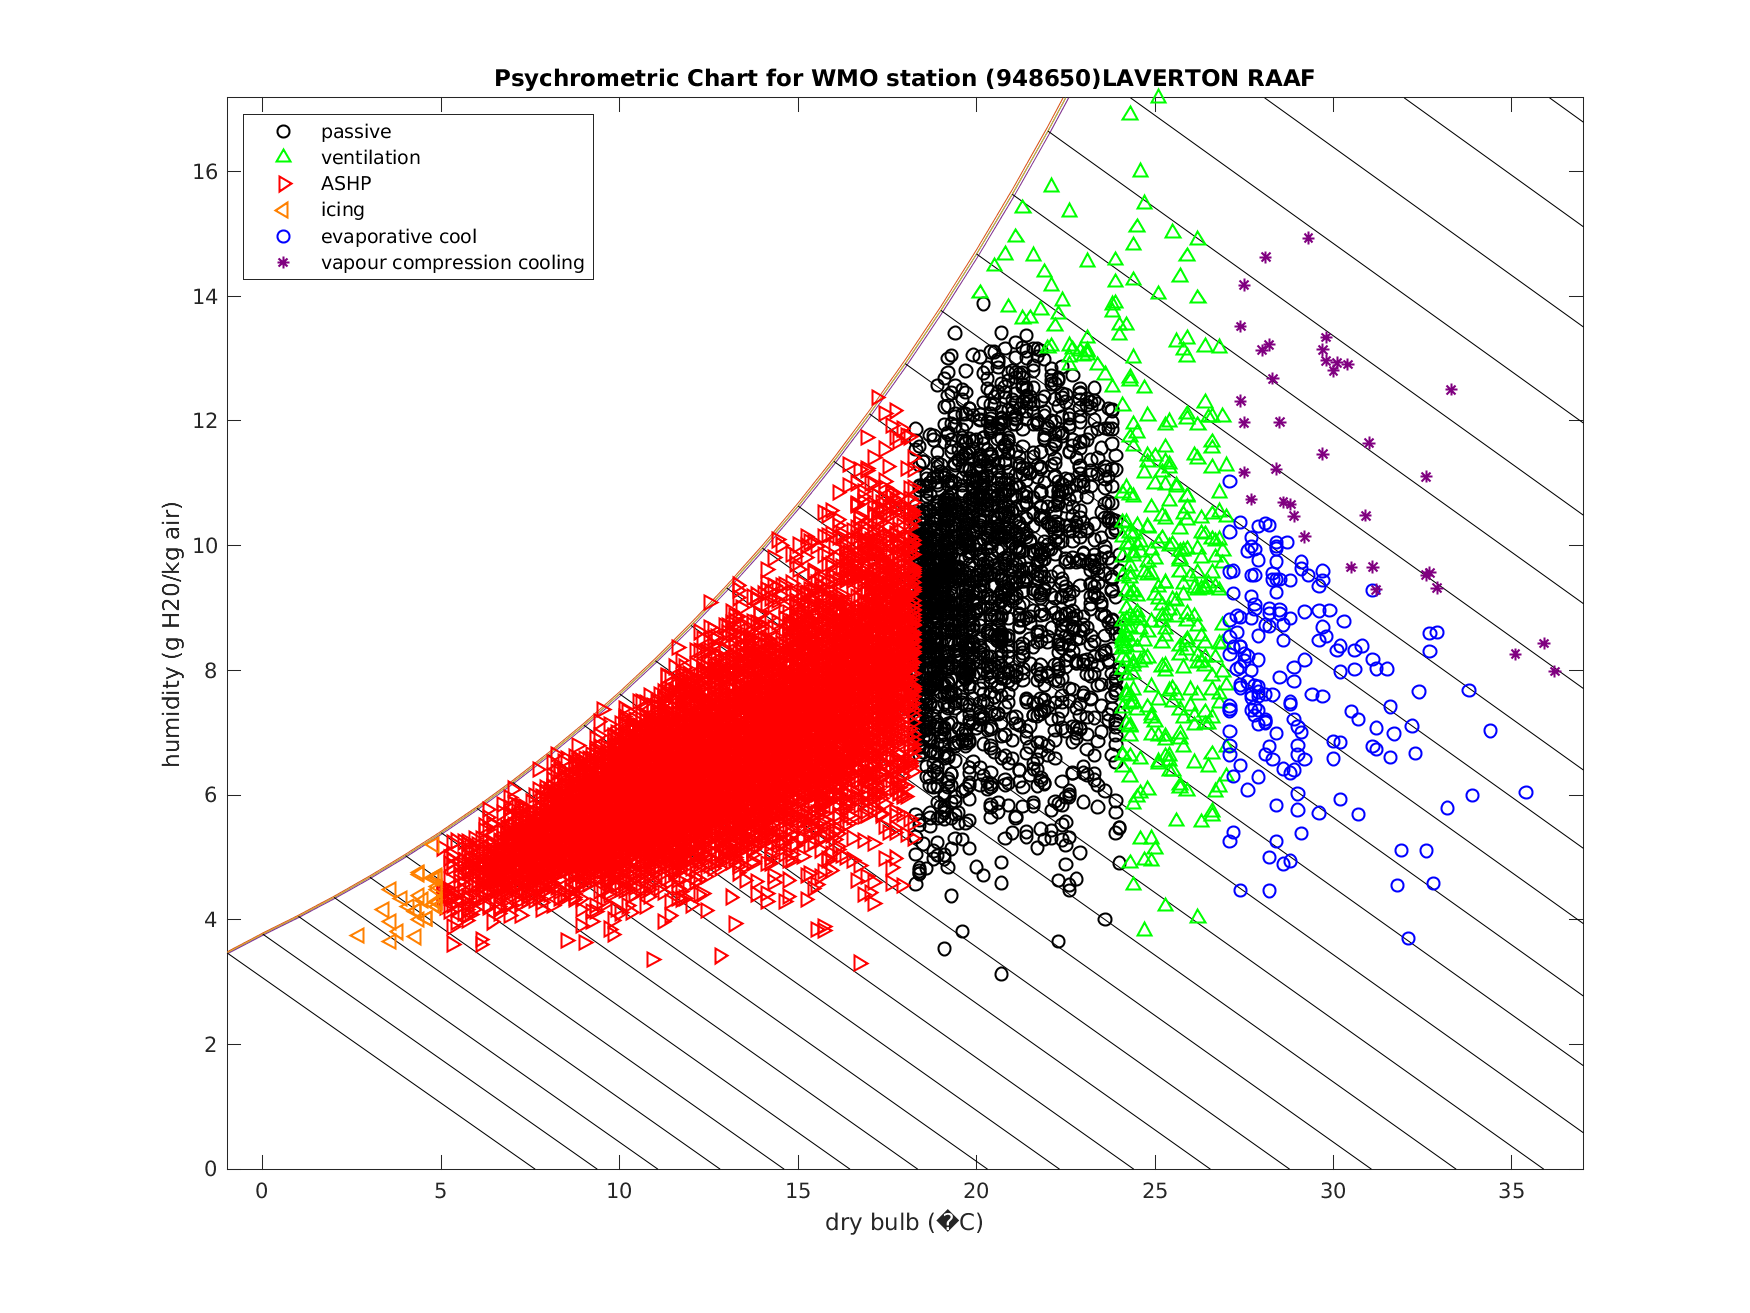 Psychrometric Chart for WMO station (948650)LAVERTON RAAF
passive
ventilation
ASHP
icing
evaporative cool
vapour compression cooling
humidity (g H20/kg air)
16
14
12
10
8
6
4
2
0
0 5 10 15 20 25 30 35
dry bulb (�C)